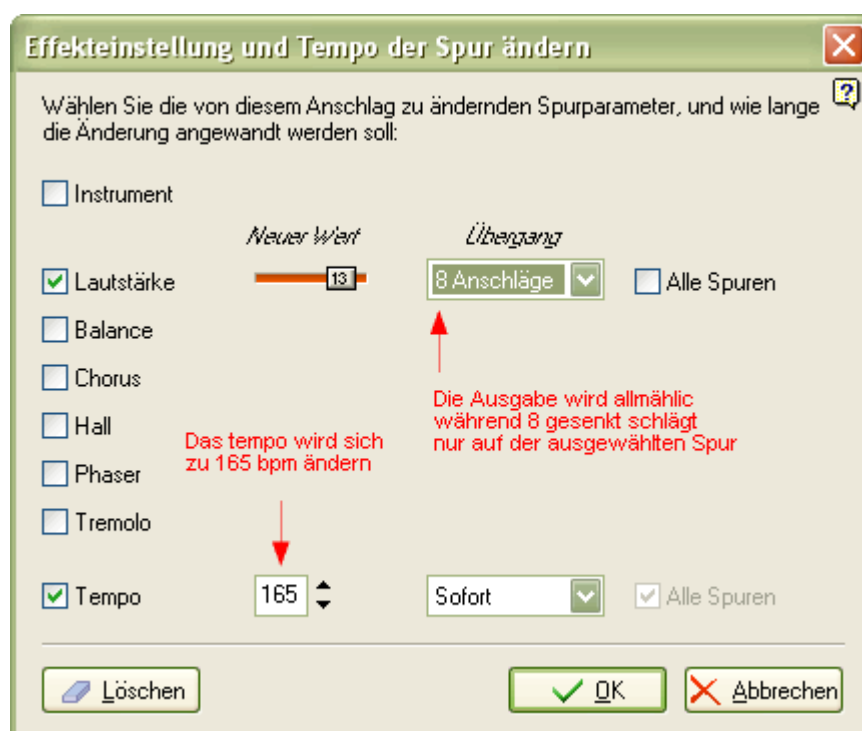 Effekteinstellung und Tempo der Spur ändern
Wählen Sie die von diesem Anschlag zu ändernden Spurparameter, und wie lange
die Änderung angewandt werden soll:
Instrument
Neuer Wert
Übergang
Lautstärke
13
8 Anschläge
Alle Spuren
Balance
Chorus
Hall
Phaser
Tremolo
Die Ausgabe wird allmählic
während 8 gesenkt schlägt
nur auf der ausgewählten Spur
Das tempo wird sich
zu 165 bpm ändern
Tempo
165
Sofort
Alle Spuren
Löschen
OK
Abbrechen